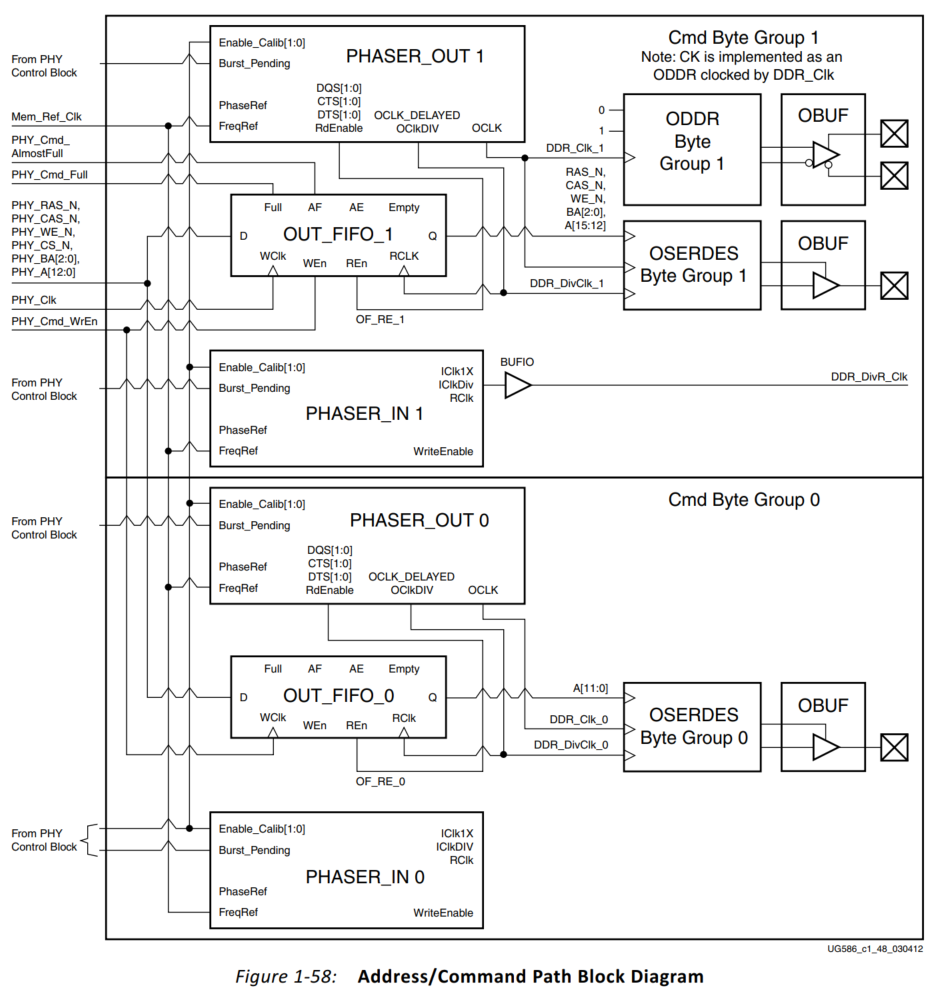 Cmd Byte Group 1
Note: CK is implemented as an
ODDR clocked by DDR_Clk
From PHY
Control Block
Enable_Calib[1:0]
Burst_Pending
PHASER_OUT 1
DQS[1:0]
CTS[1:0]
DTS[1:0]
RdEnable
OCLK_DELAYED
OClkDIV
OCLK
PhaseRef
FreqRef
Mem_Ref_Clk
PHY_Cmd_
AlmostFull
PHY_Cmd_Full
PHY_RAS_N,
PHY_CAS_N,
PHY_WE_N,
PHY_CS_N,
PHY_BA[2:0],
PHY_A[12:0]
PHY_Clk
PHY_Cmd_WrEn
0
1
ODDR
Byte
Group 1
OBUF
DDR_Clk_1
RAS_N,
CAS_N,
WE_N,
BA[2:0],
A[15:12]
Full
AF
AE
Empty
D
OUT_FIFO_1
Q
WClk
WEn
REn
RCLK
OF_RE_1
OSERDES
Byte Group 1
OBUF
DDR_DivClk_1
From PHY
Control Block
Enable_Calib[1:0]
Burst_Pending
IClk1X
IClkDiv
RClk
PHASER_IN 1
PhaseRef
FreqRef
WriteEnable
BUFIO
DDR_DivR_Clk
Cmd Byte Group 0
From PHY
Control Block
Enable_Calib[1:0]
Burst_Pending
PHASER_OUT 0
DQS[1:0]
CTS[1:0]
DTS[1:0]
RdEnable
OCLK_DELAYED
OClkDIV
OCLK
PhaseRef
FreqRef
Full
AF
AE
Empty
D
OUT_FIFO_0
Q
WClk
WEn
REn
RClk
OF_RE_0
A[11:0]
DDR_Clk_0
DDR_DivClk_0
OSERDES
Byte Group 0
OBUF
From PHY
Control Block
Enable_Calib[1:0]
Burst_Pending
IClk1X
IClkDIV
RClk
PHASER_IN 0
PhaseRef
FreqRef
WriteEnable
UG586_c1_48_030412
Figure 1-58: Address/Command Path Block Diagram